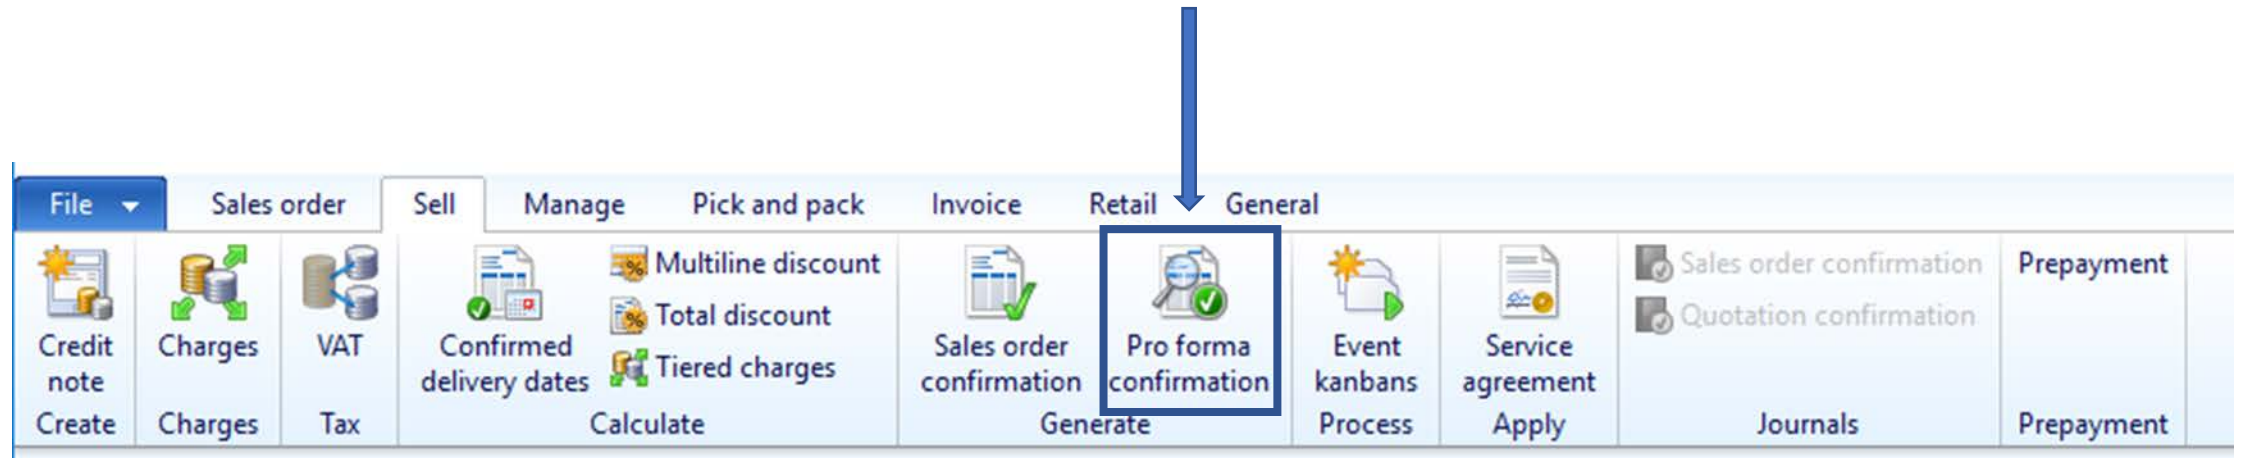 File Sales order Sell Manage Pick and pack Invoice Retail General
Credit
note
Create
Charges
Charges
VAT
Tax
Confirmed
delivery dates
Multiline discount
Total discount
Tiered charges
Calculate
Sales order
confirmation
Pro forma
confirmation
Generate
Event
kanbans
Process
Service
agreement
Apply
Sales order confirmation
Quotation confirmation
Journals
Prepayment
Prepayment